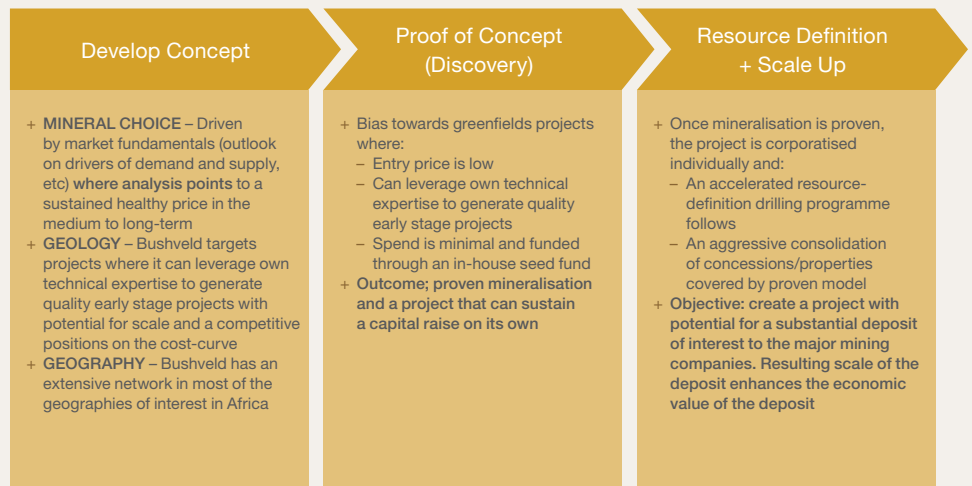 Develop Concept
+ MINERAL CHOICE – Driven
by market fundamentals (outlook
on drivers of demand and supply,
etc) where analysis points to a
sustained healthy price in the
medium to long-term
+ GEOLOGY – Bushveld targets
projects where it can leverage own
technical expertise to generate
quality early stage projects with
potential for scale and a competitive
positions on the cost-curve
+ GEOGRAPHY – Bushveld has an
extensive network in most of the
geographies of interest in Africa
Proof of Concept
(Discovery)
+ Bias towards greenfields projects
where:
– Entry price is low
– Can leverage own technical
expertise to generate quality
early stage projects
– Spend is minimal and funded
through an in-house seed fund
+ Outcome; proven mineralisation
and a project that can sustain
a capital raise on its own
Resource Definition
+ Scale Up
+ Once mineralisation is proven,
the project is corporatised
individually and:
– An accelerated resource-
definition drilling programme
follows
– An aggressive consolidation
of concessions/properties
covered by proven model
+ Objective: create a project with
potential for a substantial deposit
of interest to the major mining
companies. Resulting scale of the
deposit enhances the economic
value of the deposit